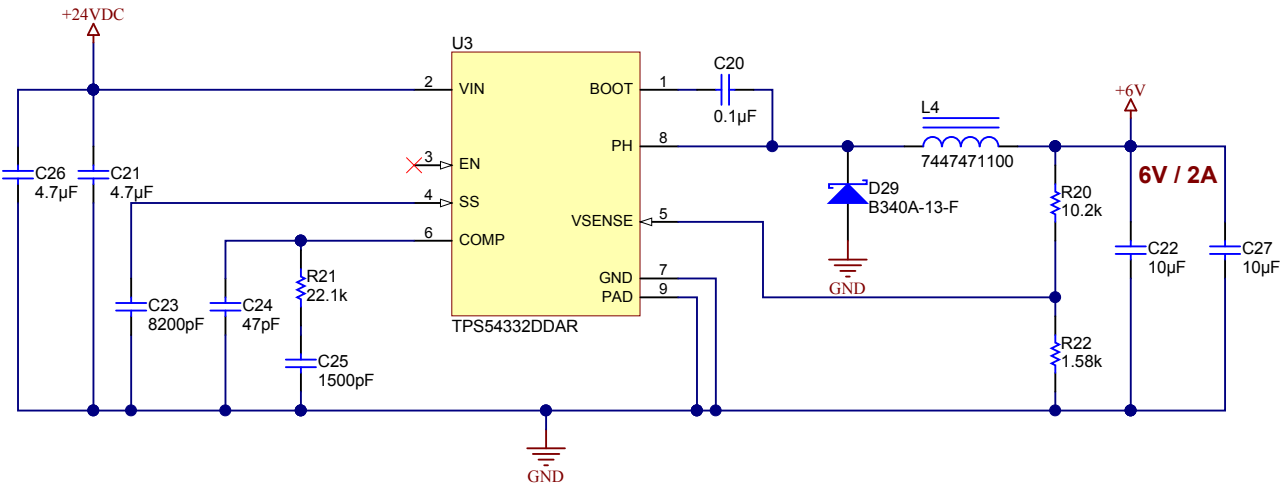 +24VDC
U3
2 VIN
BOOT 1
C20
0.1µF
+6V
L4
PH 8
7447471100
C26
4.7µF
C21
4.7µF
3 EN
D29
B340A-13-F
6V / 2A
R20
10.2k
4 SS
VSENSE 5
6 COMP
C22
10µF
C27
10µF
R21
22.1k
GND 7
PAD 9
GND
C23
8200pF
C24
47pF
TPS54332DDAR
R22
1.58k
C25
1500pF
GND